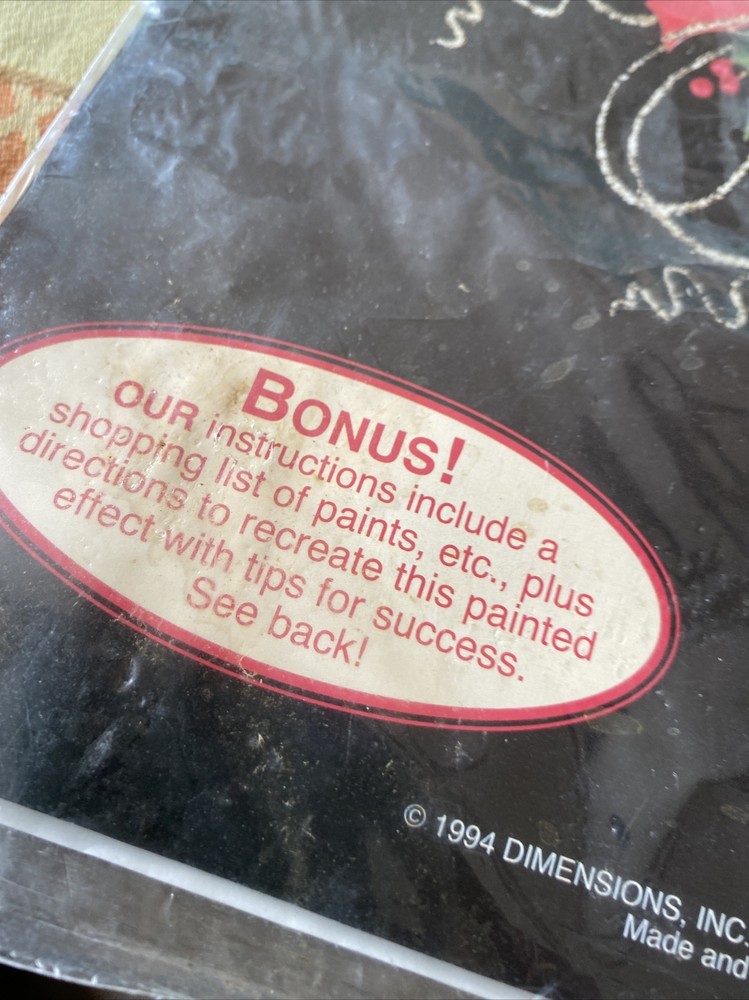 BONUS!
OUR instructions include a
shopping list of paints, etc., plus
directions to recreate this painted
effect with tips for success.
See back!
© 1994 DIMENSIONS, INC.
Made and